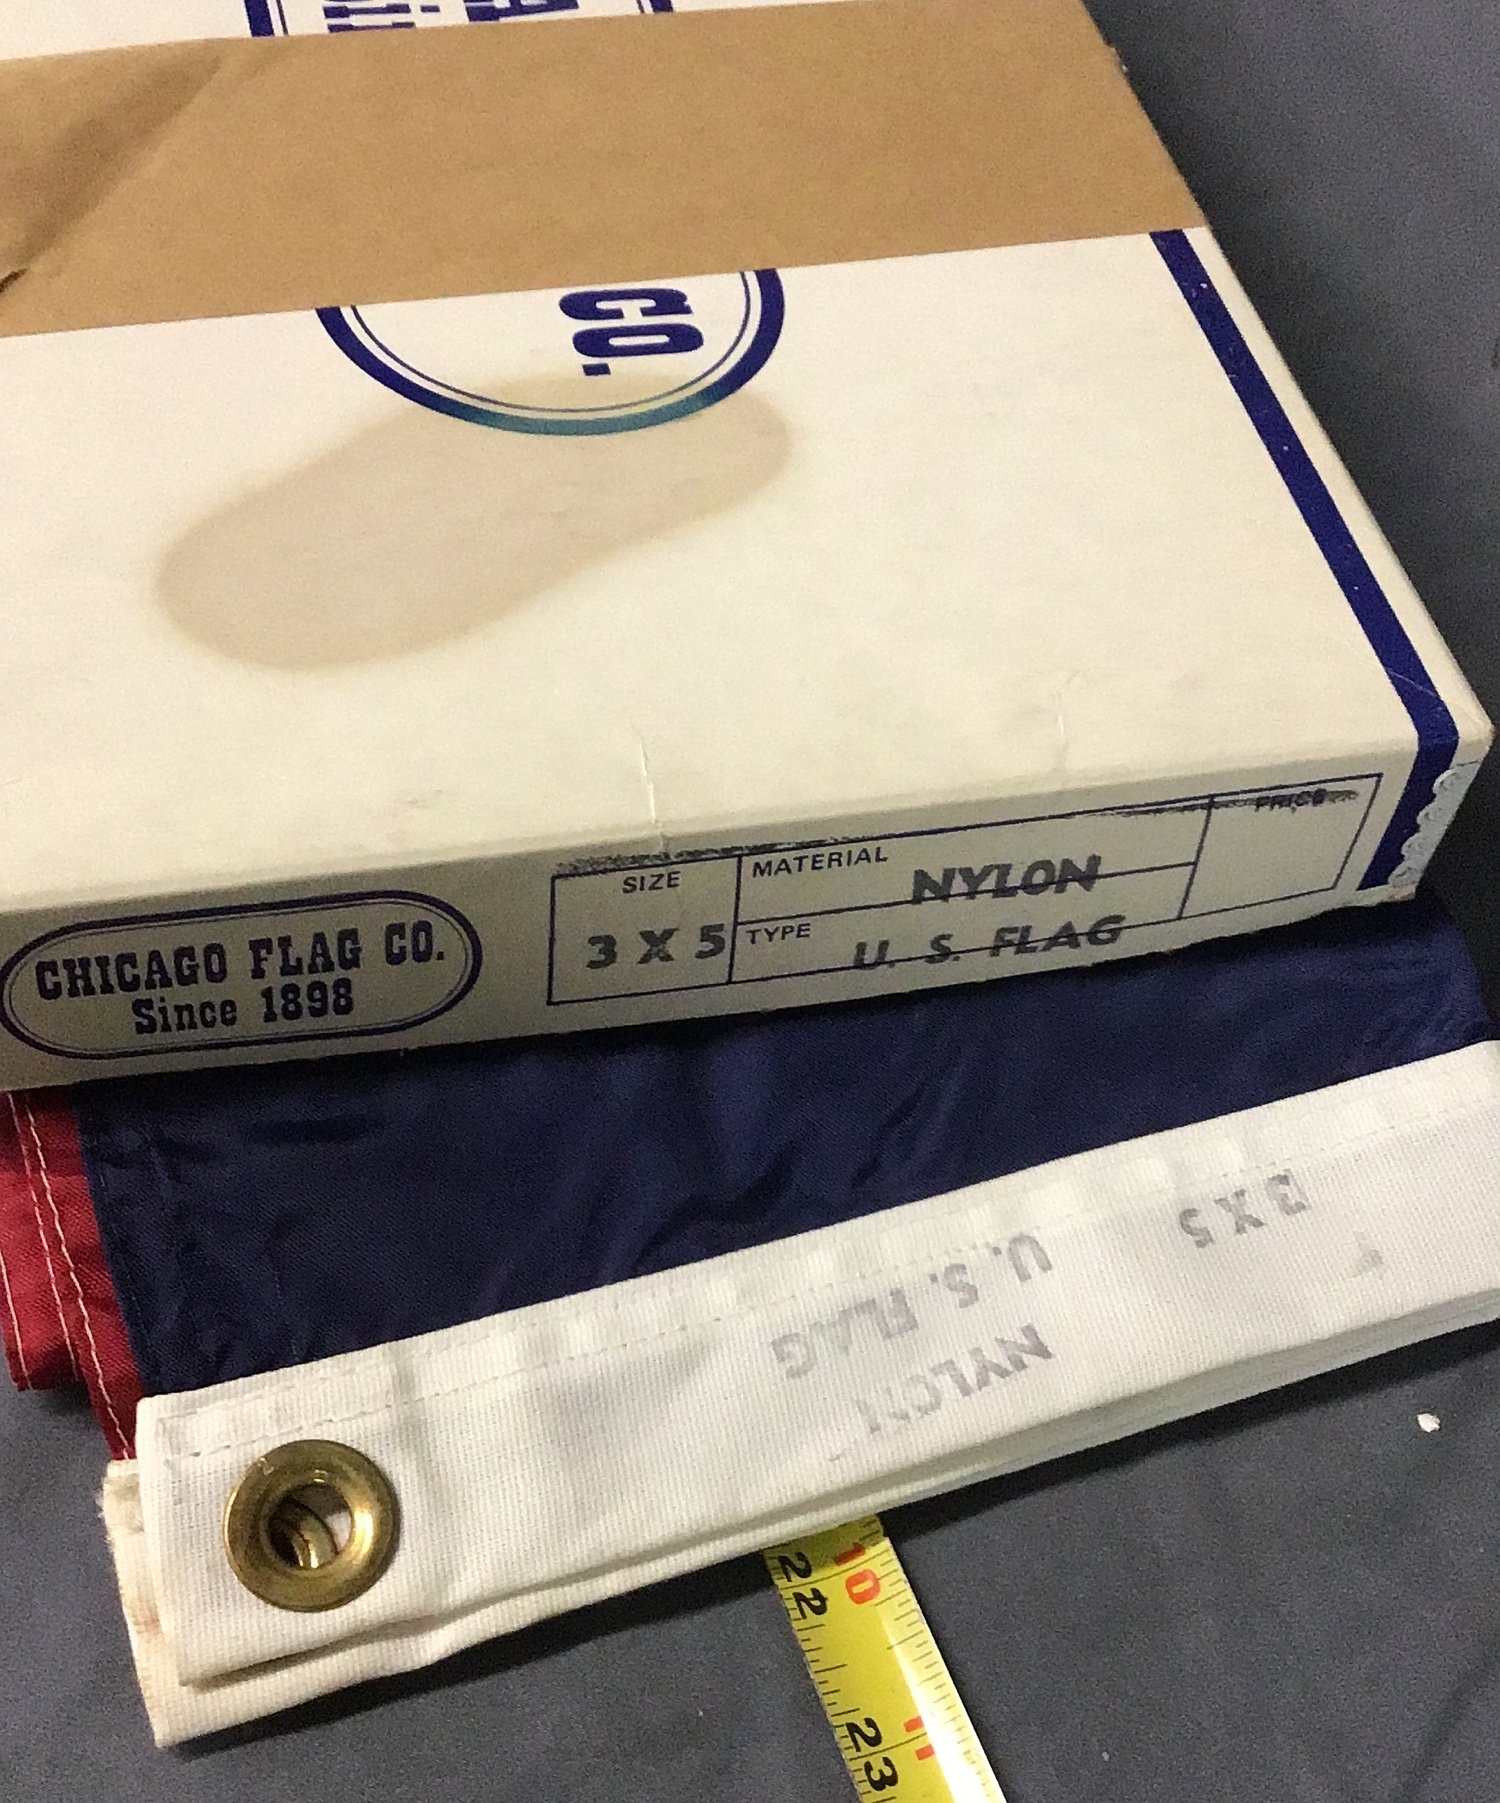 CO.
CHICAGO FLAG CO.
Since 1898
SIZE
3 X 5
MATERIAL
NYLON
TYPE
U. S. FLAG
PRICE
3 X 5
U. S. FLAG
NYLON
10
22
11
23